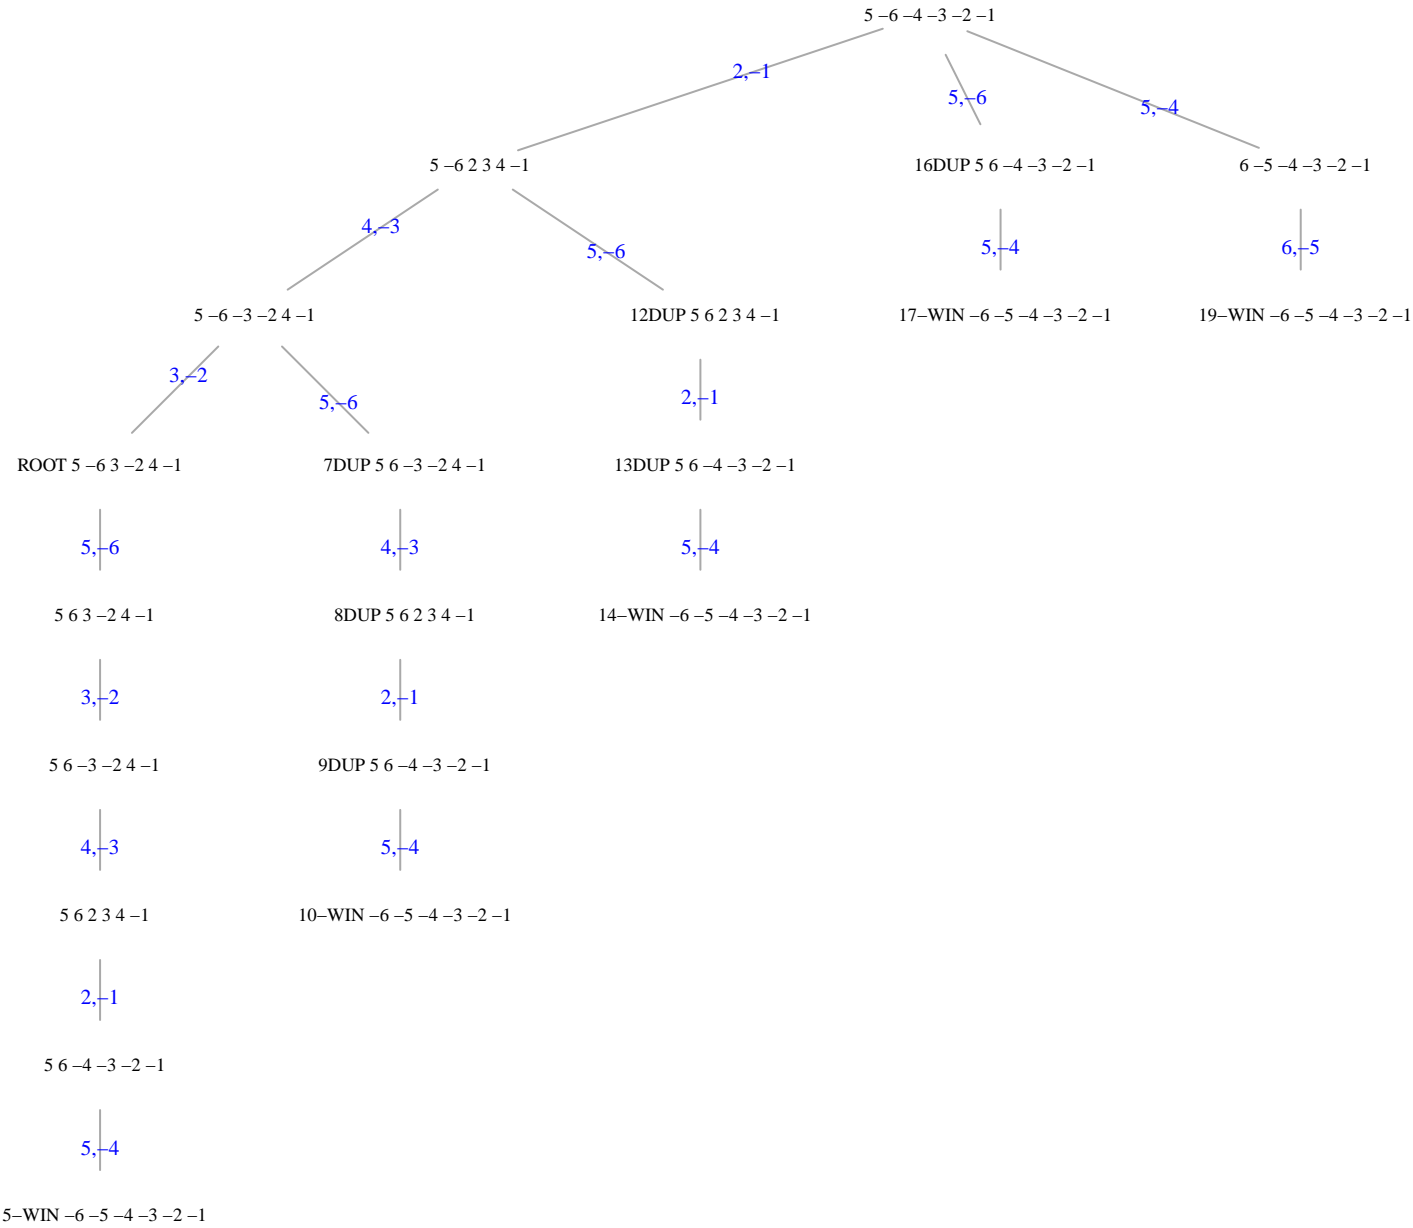 5 –6 –4 –3 –2 –1
2,–1
5,–6
5,–4
5 –6 2 3 4 –1
16DUP 5 6 –4 –3 –2 –1
6 –5 –4 –3 –2 –1
4,–3
5,–6
5,–4
6,–5
5 –6 –3 –2 4 –1
12DUP 5 6 2 3 4 –1
17–WIN –6 –5 –4 –3 –2 –1
19–WIN –6 –5 –4 –3 –2 –1
3,–2
5,–6
2,–1
ROOT 5 –6 3 –2 4 –1
7DUP 5 6 –3 –2 4 –1
13DUP 5 6 –4 –3 –2 –1
5,–6
4,–3
5,–4
5 6 3 –2 4 –1
8DUP 5 6 2 3 4 –1
14–WIN –6 –5 –4 –3 –2 –1
3,–2
2,–1
5 6 –3 –2 4 –1
9DUP 5 6 –4 –3 –2 –1
4,–3
5,–4
5 6 2 3 4 –1
10–WIN –6 –5 –4 –3 –2 –1
2,–1
5 6 –4 –3 –2 –1
5,–4
5–WIN –6 –5 –4 –3 –2 –1